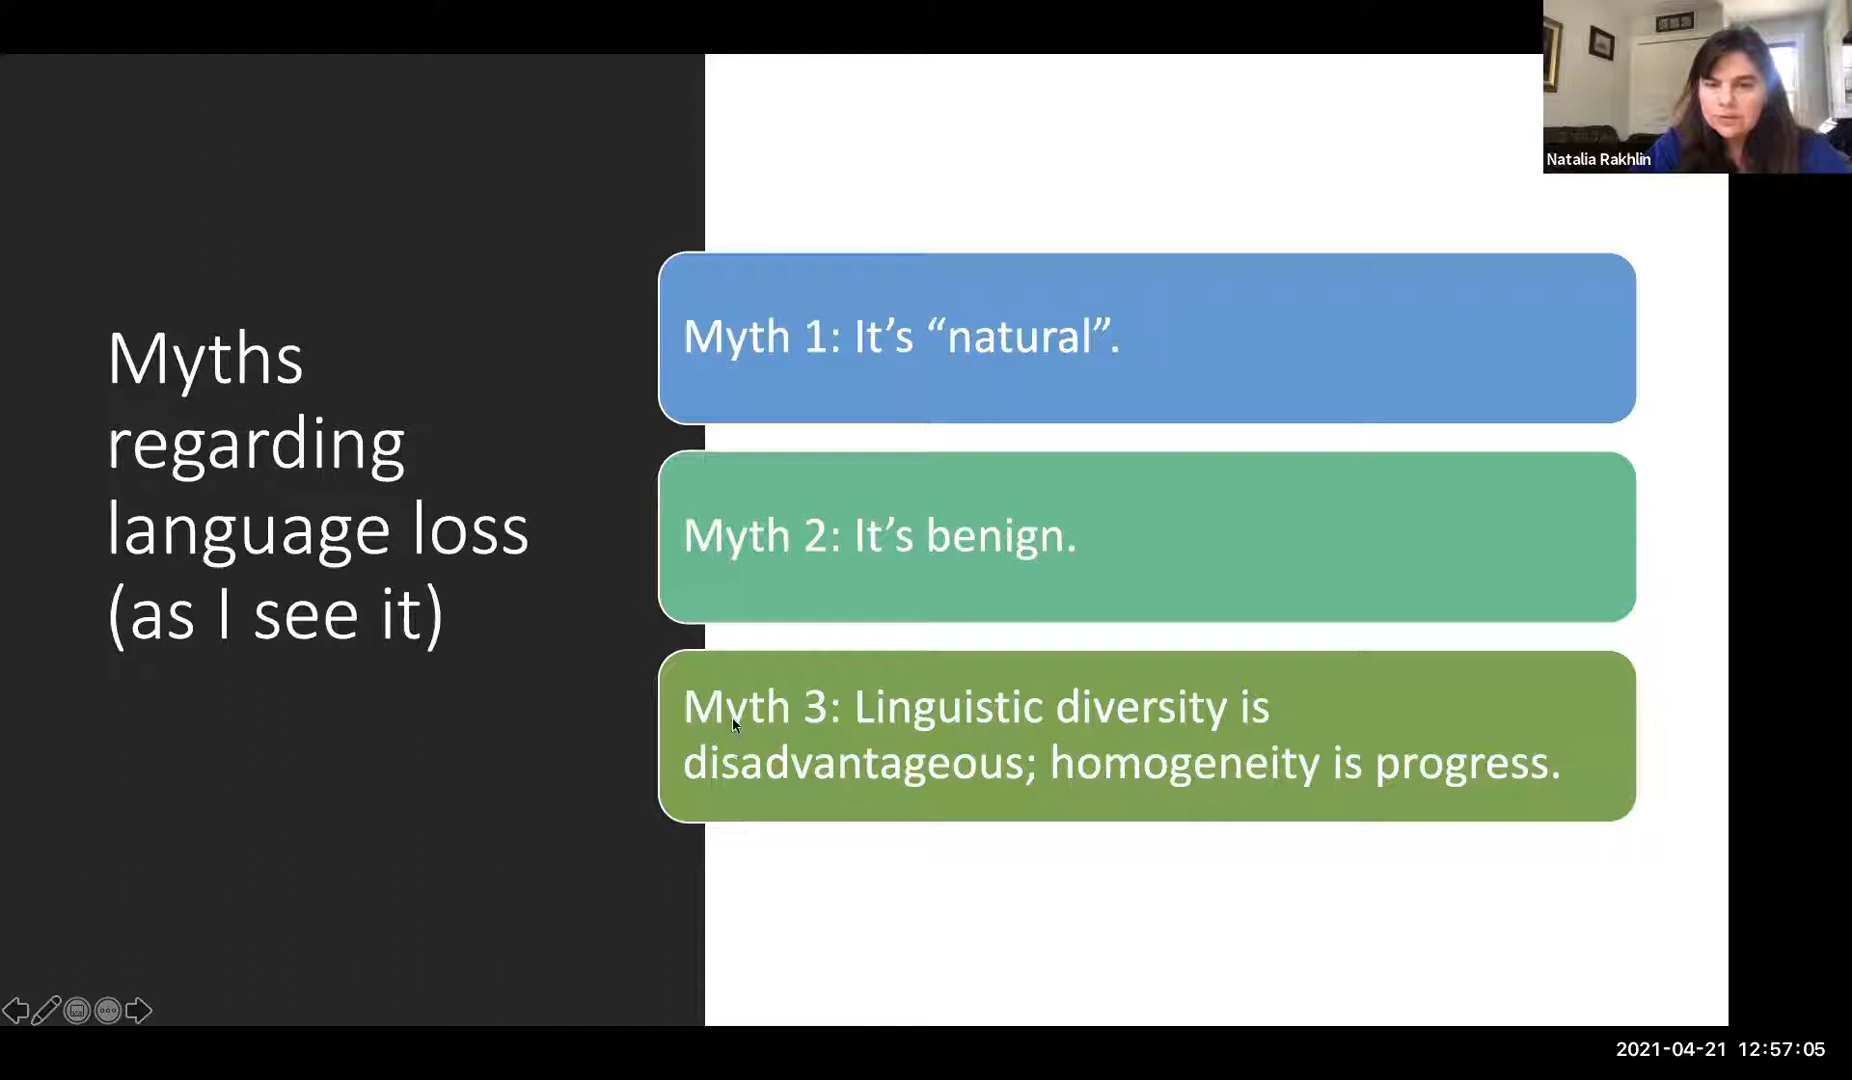 Myths
regarding
language loss
(as I see it)
Myth 1: It’s “natural”.
Myth 2: It’s benign.
Myth 3: Linguistic diversity is
disadvantageous; homogeneity is progress.
Natalia Rakhlin
2021-04-21 12:57:05